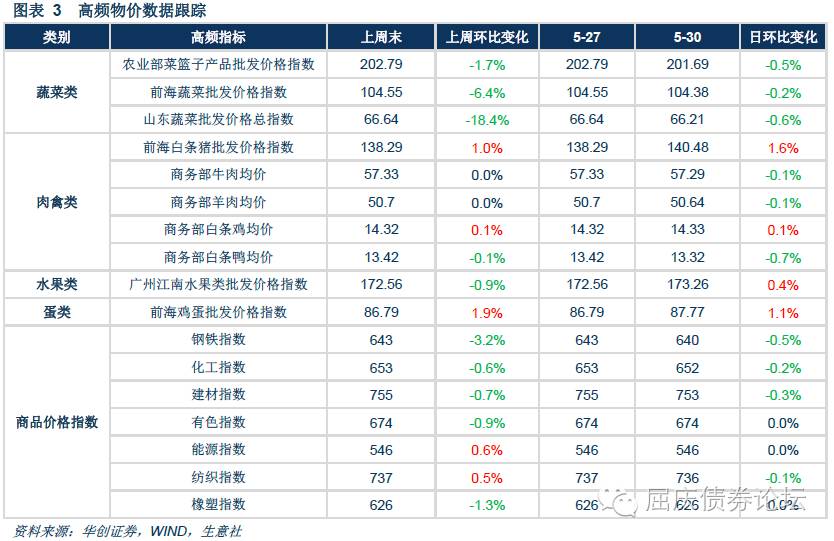 图表 3 高频物价数据跟踪
类别 高频指标 上周末 上周环比变化 5-27 5-30 日环比变化
蔬菜类
农业部菜篮子产品批发价格指数 202.79 -1.7% 202.79 201.69 -0.5%
前海蔬菜批发价格指数 104.55 -6.4% 104.55 104.38 -0.2%
山东蔬菜批发价格总指数 66.64 -18.4% 66.64 66.21 -0.6%
肉禽类
前海白条猪批发价格指数 138.29 1.0% 138.29 140.48 1.6%
商务部牛肉均价 57.33 0.0% 57.33 57.29 -0.1%
商务部羊肉均价 50.7 0.0% 50.7 50.64 -0.1%
商务部白条鸡均价 14.32 0.1% 14.32 14.33 0.1%
商务部白条鸭均价 13.42 -0.1% 13.42 13.32 -0.7%
水果类 广州江南水果类批发价格指数 172.56 -0.9% 172.56 173.26 0.4%
蛋类 前海鸡蛋批发价格指数 86.79 1.9% 86.79 87.77 1.1%
商品价格指数
钢铁指数 643 -3.2% 643 640 -0.5%
化工指数 653 -0.6% 653 652 -0.2%
建材指数 755 -0.7% 755 753 -0.3%
有色指数 674 -0.9% 674 674 0.0%
能源指数 546 0.6% 546 546 0.0%
纺织指数 737 0.5% 737 736 -0.1%
橡塑指数 626 -1.3% 626 626 0.0%
屈庆债券论坛
资料来源：华创证券，WIND，生意社